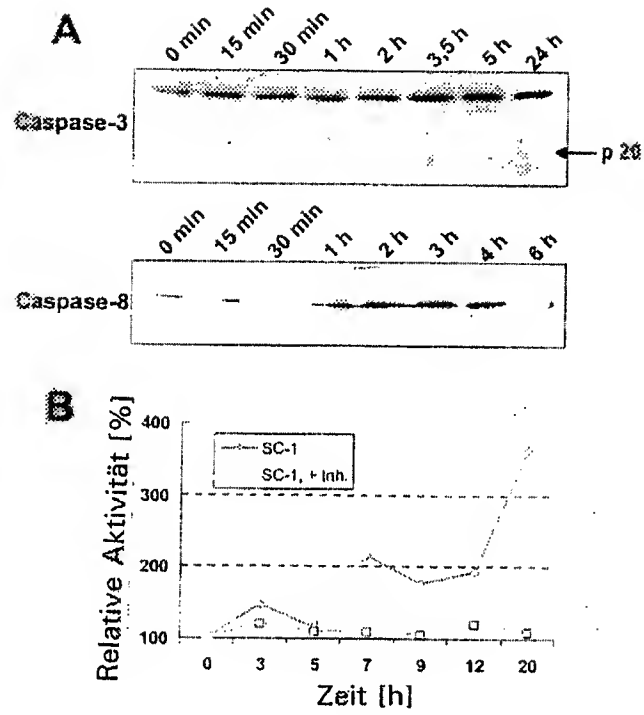 A
0 min 15 min 30 min 1 h 2 h 3,5 h 5 h 24 h
Caspase-3
p 20
0 min 15 min 30 min 1 h 2 h 3 h 4 h 6 h
Caspase-8
B
Relative Aktivität [%]
400
300
200
100
SC-1
SC-1, + Inh.
0 3 5 7 9 12 20
Zeit [h]